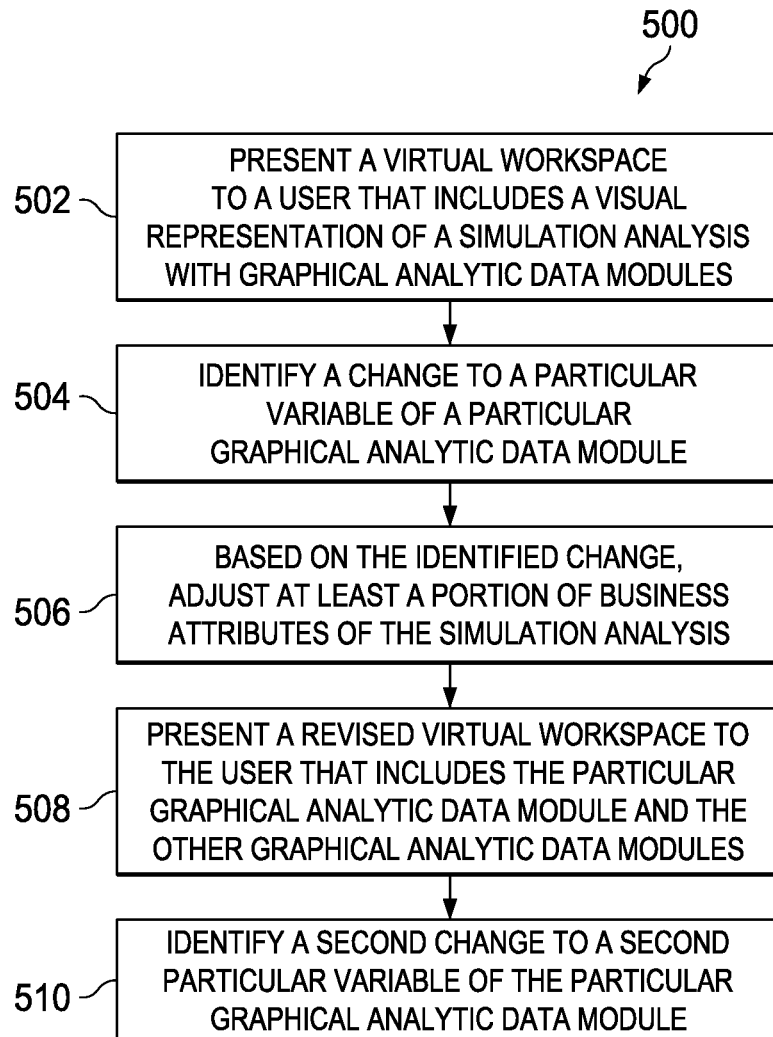 500
502
PRESENT A VIRTUAL WORKSPACE
TO A USER THAT INCLUDES A VISUAL
REPRESENTATION OF A SIMULATION ANALYSIS
WITH GRAPHICAL ANALYTIC DATA MODULES
504
IDENTIFY A CHANGE TO A PARTICULAR
VARIABLE OF A PARTICULAR
GRAPHICAL ANALYTIC DATA MODULE
506
BASED ON THE IDENTIFIED CHANGE,
ADJUST AT LEAST A PORTION OF BUSINESS
ATTRIBUTES OF THE SIMULATION ANALYSIS
508
PRESENT A REVISED VIRTUAL WORKSPACE TO
THE USER THAT INCLUDES THE PARTICULAR
GRAPHICAL ANALYTIC DATA MODULE AND THE
OTHER GRAPHICAL ANALYTIC DATA MODULES
510
IDENTIFY A SECOND CHANGE TO A SECOND
PARTICULAR VARIABLE OF THE PARTICULAR
GRAPHICAL ANALYTIC DATA MODULE